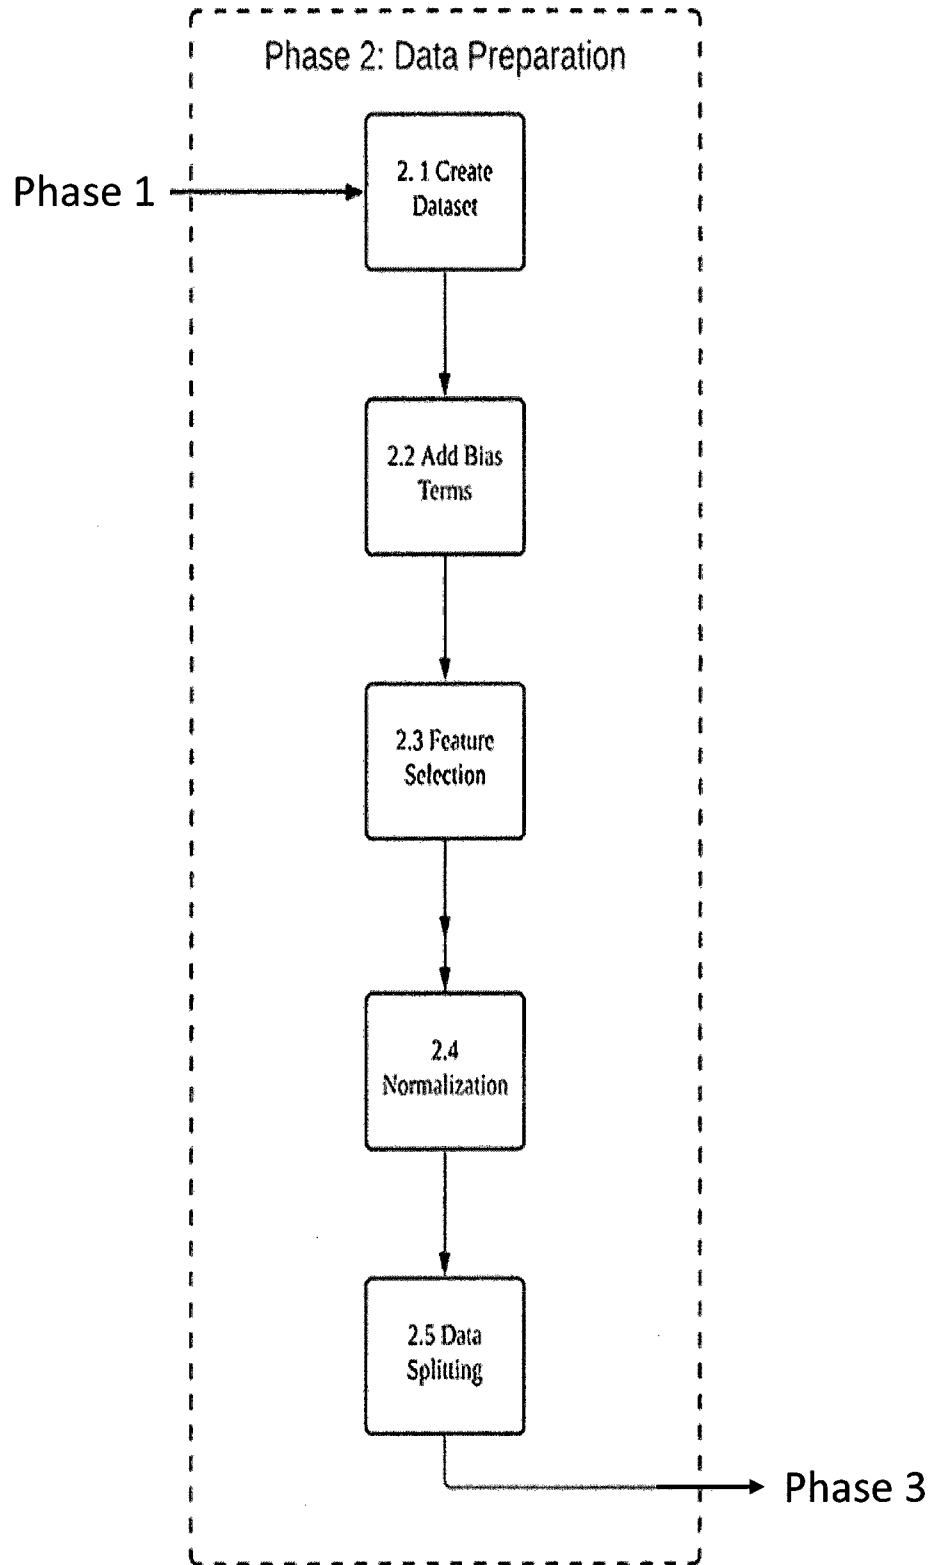 Phase 2: Data Preparation
Phase 1
2. 1 Create
Dataset
2.2 Add Bias
Terms
2.3 Feature
Selection
2.4
Normalization
2.5 Data
Splitting
Phase 3